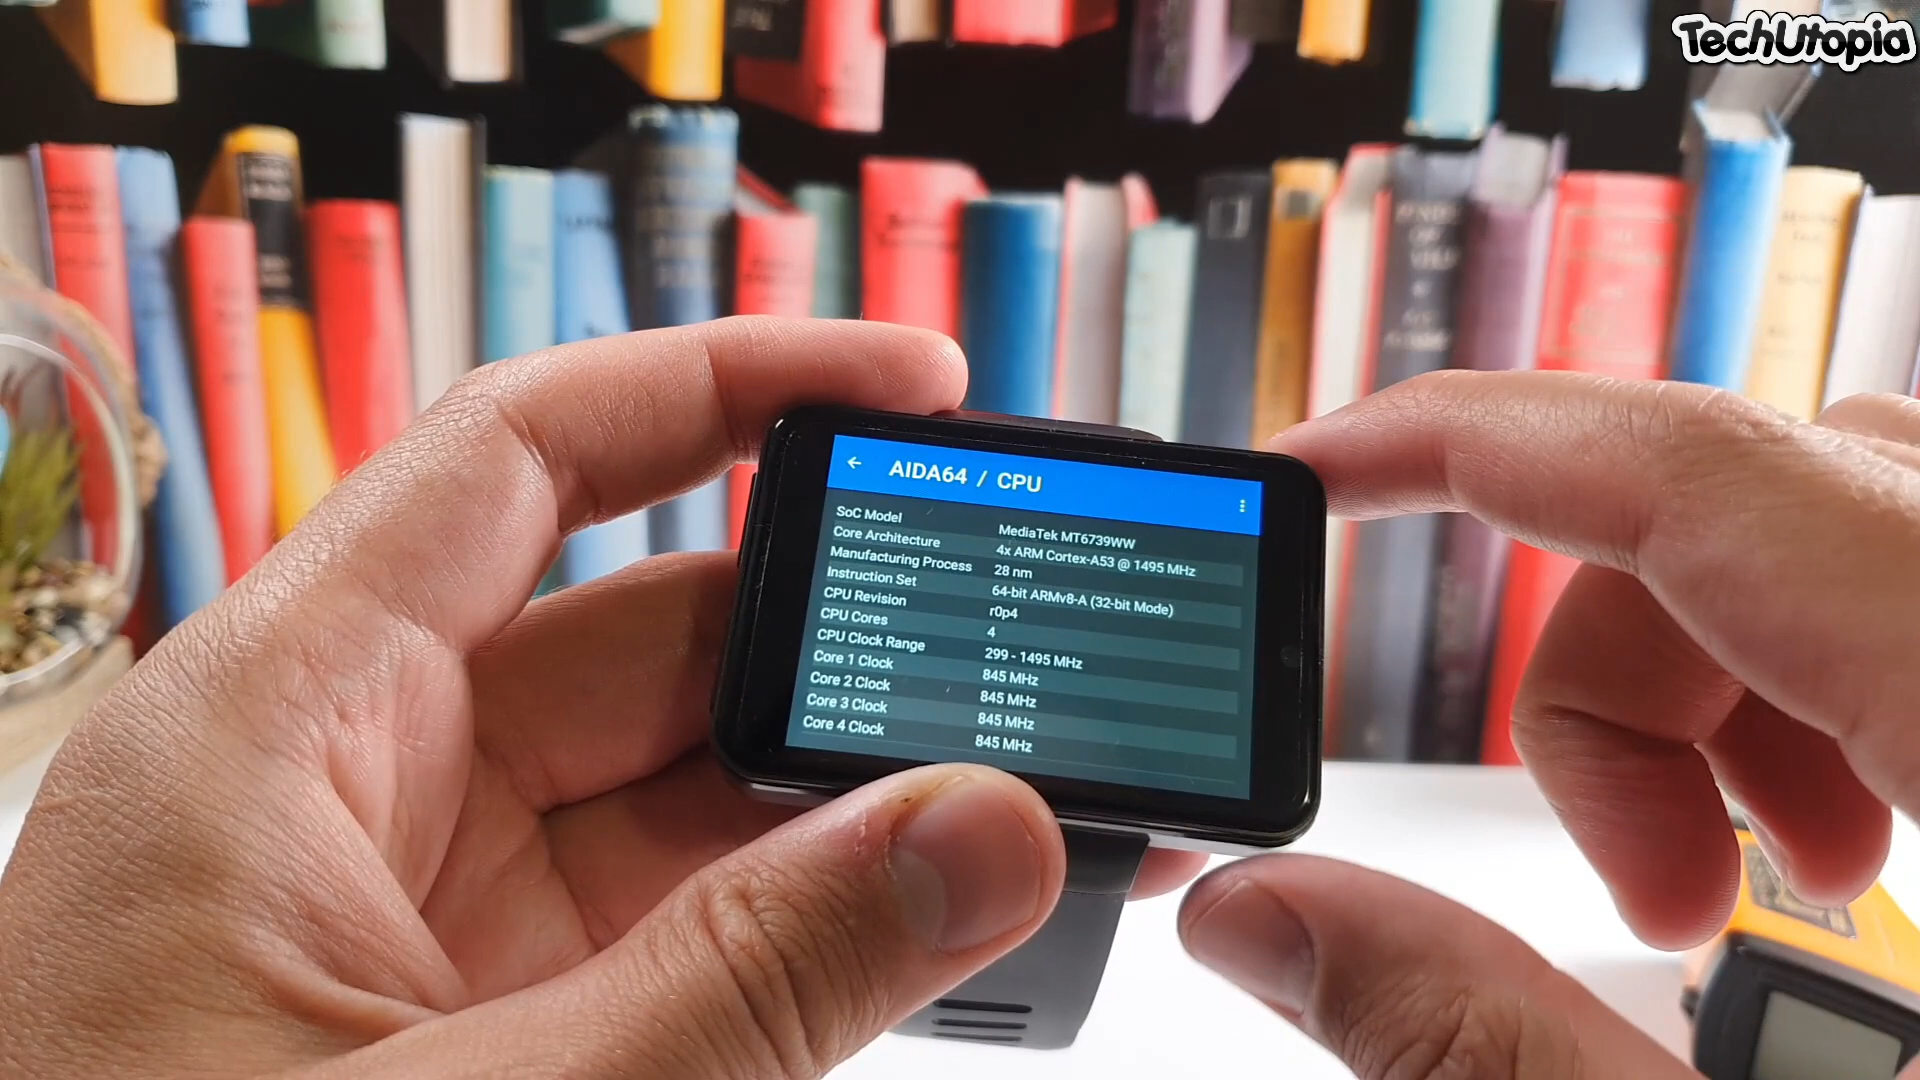 TechUtopia
AIDA64 / CPU
SoC Model MediaTek MT6739WW
Core Architecture 4x ARM Cortex-A53 @ 1495 MHz
Manufacturing Process 28 nm
Instruction Set 64-bit ARMv8-A (32-bit Mode)
CPU Revision r0p4
CPU Cores 4
CPU Clock Range 299 - 1495 MHz
Core 1 Clock 845 MHz
Core 2 Clock 845 MHz
Core 3 Clock 845 MHz
Core 4 Clock 845 MHz